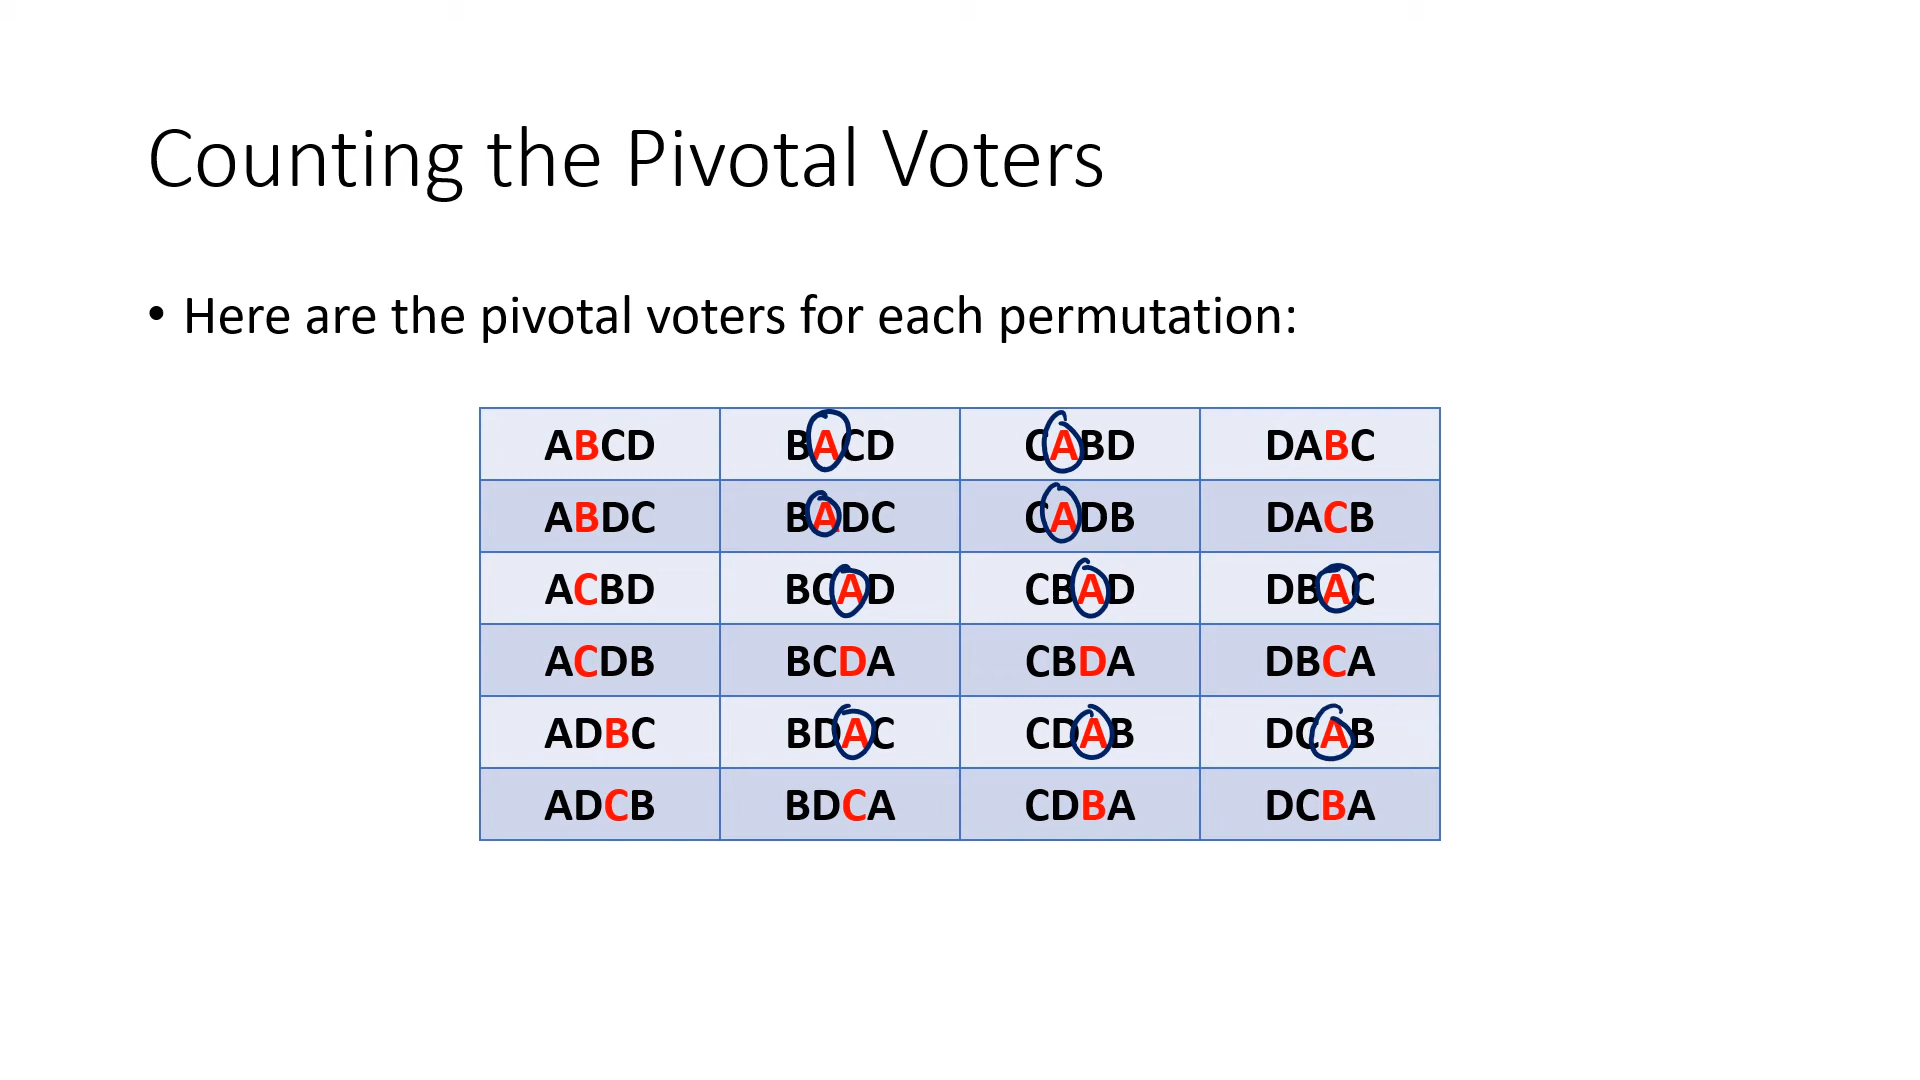 Counting the Pivotal Voters
• Here are the pivotal voters for each permutation:
ABCD BACD CABD DABC
ABDC BADC CADB DACB
ACBD BCAD CBAD DBAC
ACDB BCDA CBDA DBCA
ADBC BDAC CDAB DCAB
ADCB BDCA CDBA DCBA